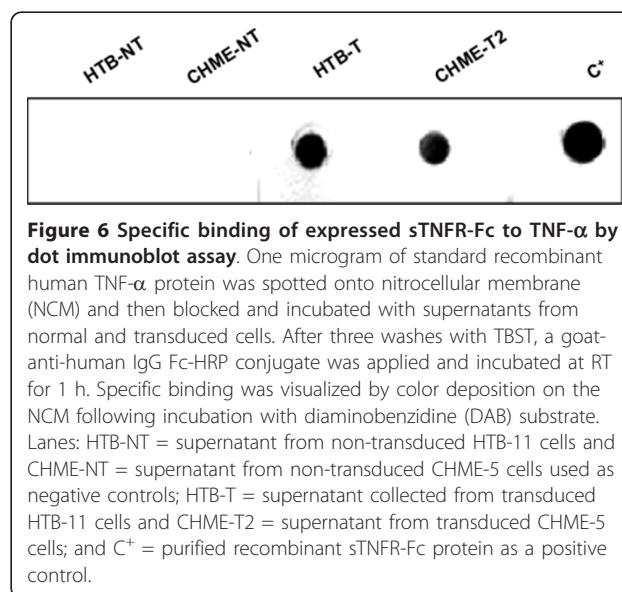 HTB-NT CHME-NT HTB-T CHME-T2 C+
Figure 6 Specific binding of expressed sTNFR-Fc to TNF-α by
dot immunoblot assay. One microgram of standard recombinant
human TNF-α protein was spotted onto nitrocellular membrane
(NCM) and then blocked and incubated with supernatants from
normal and transduced cells. After three washes with TBST, a goat-
anti-human IgG Fc-HRP conjugate was applied and incubated at RT
for 1 h. Specific binding was visualized by color deposition on the
NCM following incubation with diaminobenzidine (DAB) substrate.
Lanes: HTB-NT = supernatant from non-transduced HTB-11 cells and
CHME-NT = supernatant from non-transduced CHME-5 cells used as
negative controls; HTB-T = supernatant collected from transduced
HTB-11 cells and CHME-T2 = supernatant from transduced CHME-5
cells; and C+ = purified recombinant sTNFR-Fc protein as a positive
control.